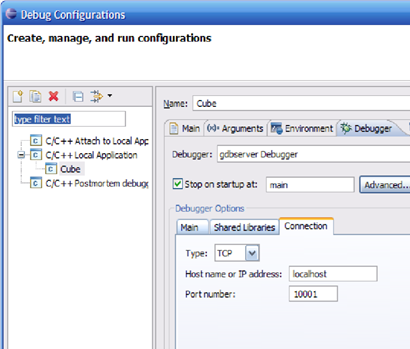 Debug Configurations
Create, manage, and run configurations
type filter text
C/C++ Attach to Local App
C/C++ Local Application
Cube
C/C++ Postmortem debugg
Name: Cube
Main (x)= Arguments Environment Debugger
Debugger: gdbserver Debugger
Stop on startup at: main Advanced...
Debugger Options
Main Shared Libraries Connection
Type: TCP
Host name or IP address: localhost
Port number: 10001